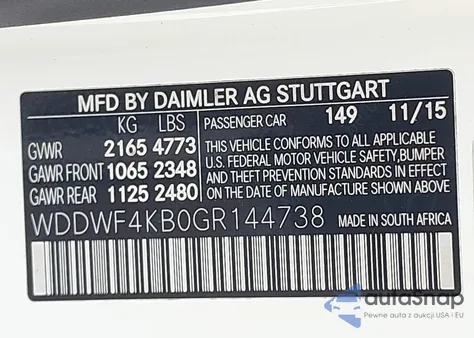 MFD BY DAIMLER AG STUTTGART
KG LBS PASSENGER CAR 149 11/15
GVWR 2165 4773
GAWR FRONT 1065 2348
GAWR REAR 1125 2480
THIS VEHICLE CONFORMS TO ALL APPLICABLE
U.S. FEDERAL MOTOR VEHICLE SAFETY, BUMPER
AND THEFT PREVENTION STANDARDS IN EFFECT
ON THE DATE OF MANUFACTURE SHOWN ABOVE.
WDDWF4KB0GR144738 MADE IN SOUTH AFRICA
autoSnap
Pewne auta z aukcji USA i EU